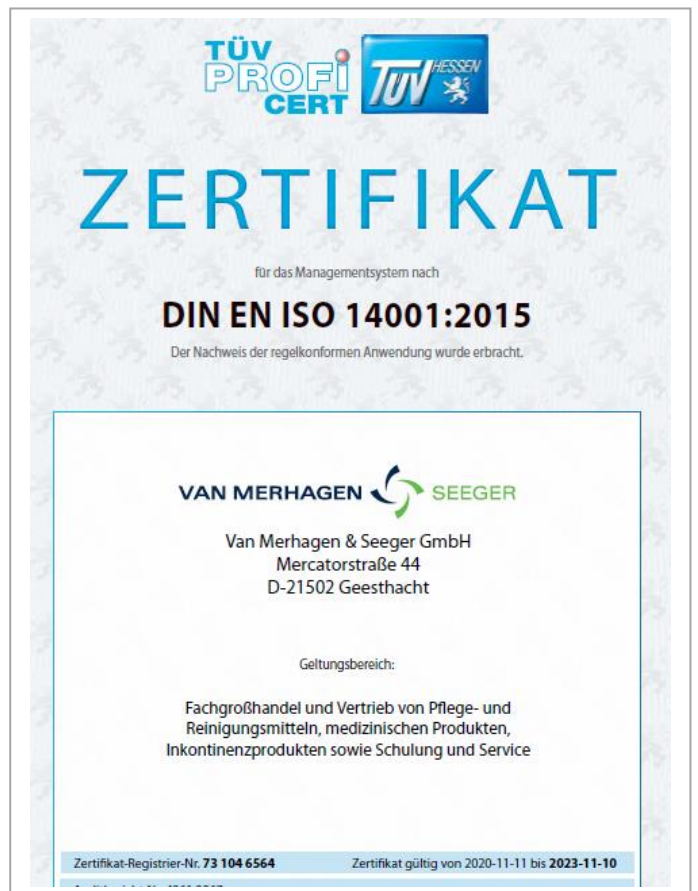 TÜV
PROFI
CERT
TÜV HESSEN
ZERTIFIKAT
für das Managementsystem nach
DIN EN ISO 14001:2015
Der Nachweis der regelkonformen Anwendung wurde erbracht.
VAN MERHAGEN SEEGER
Van Merhagen & Seeger GmbH
Mercatorstraße 44
D-21502 Geesthacht
Geltungsbereich:
Fachgroßhandel und Vertrieb von Pflege- und
Reinigungsmitteln, medizinischen Produkten,
Inkontinenzprodukten sowie Schulung und Service
Zertifikat-Registrier-Nr. 73 104 6564 Zertifikat gültig von 2020-11-11 bis 2023-11-10